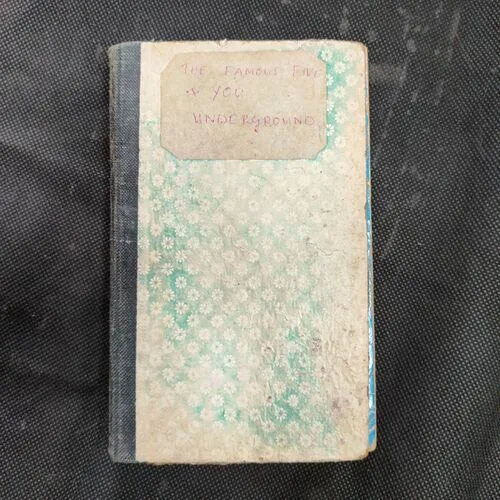 THE FAMOUS FIVE
& YOU
UNDERGROUND